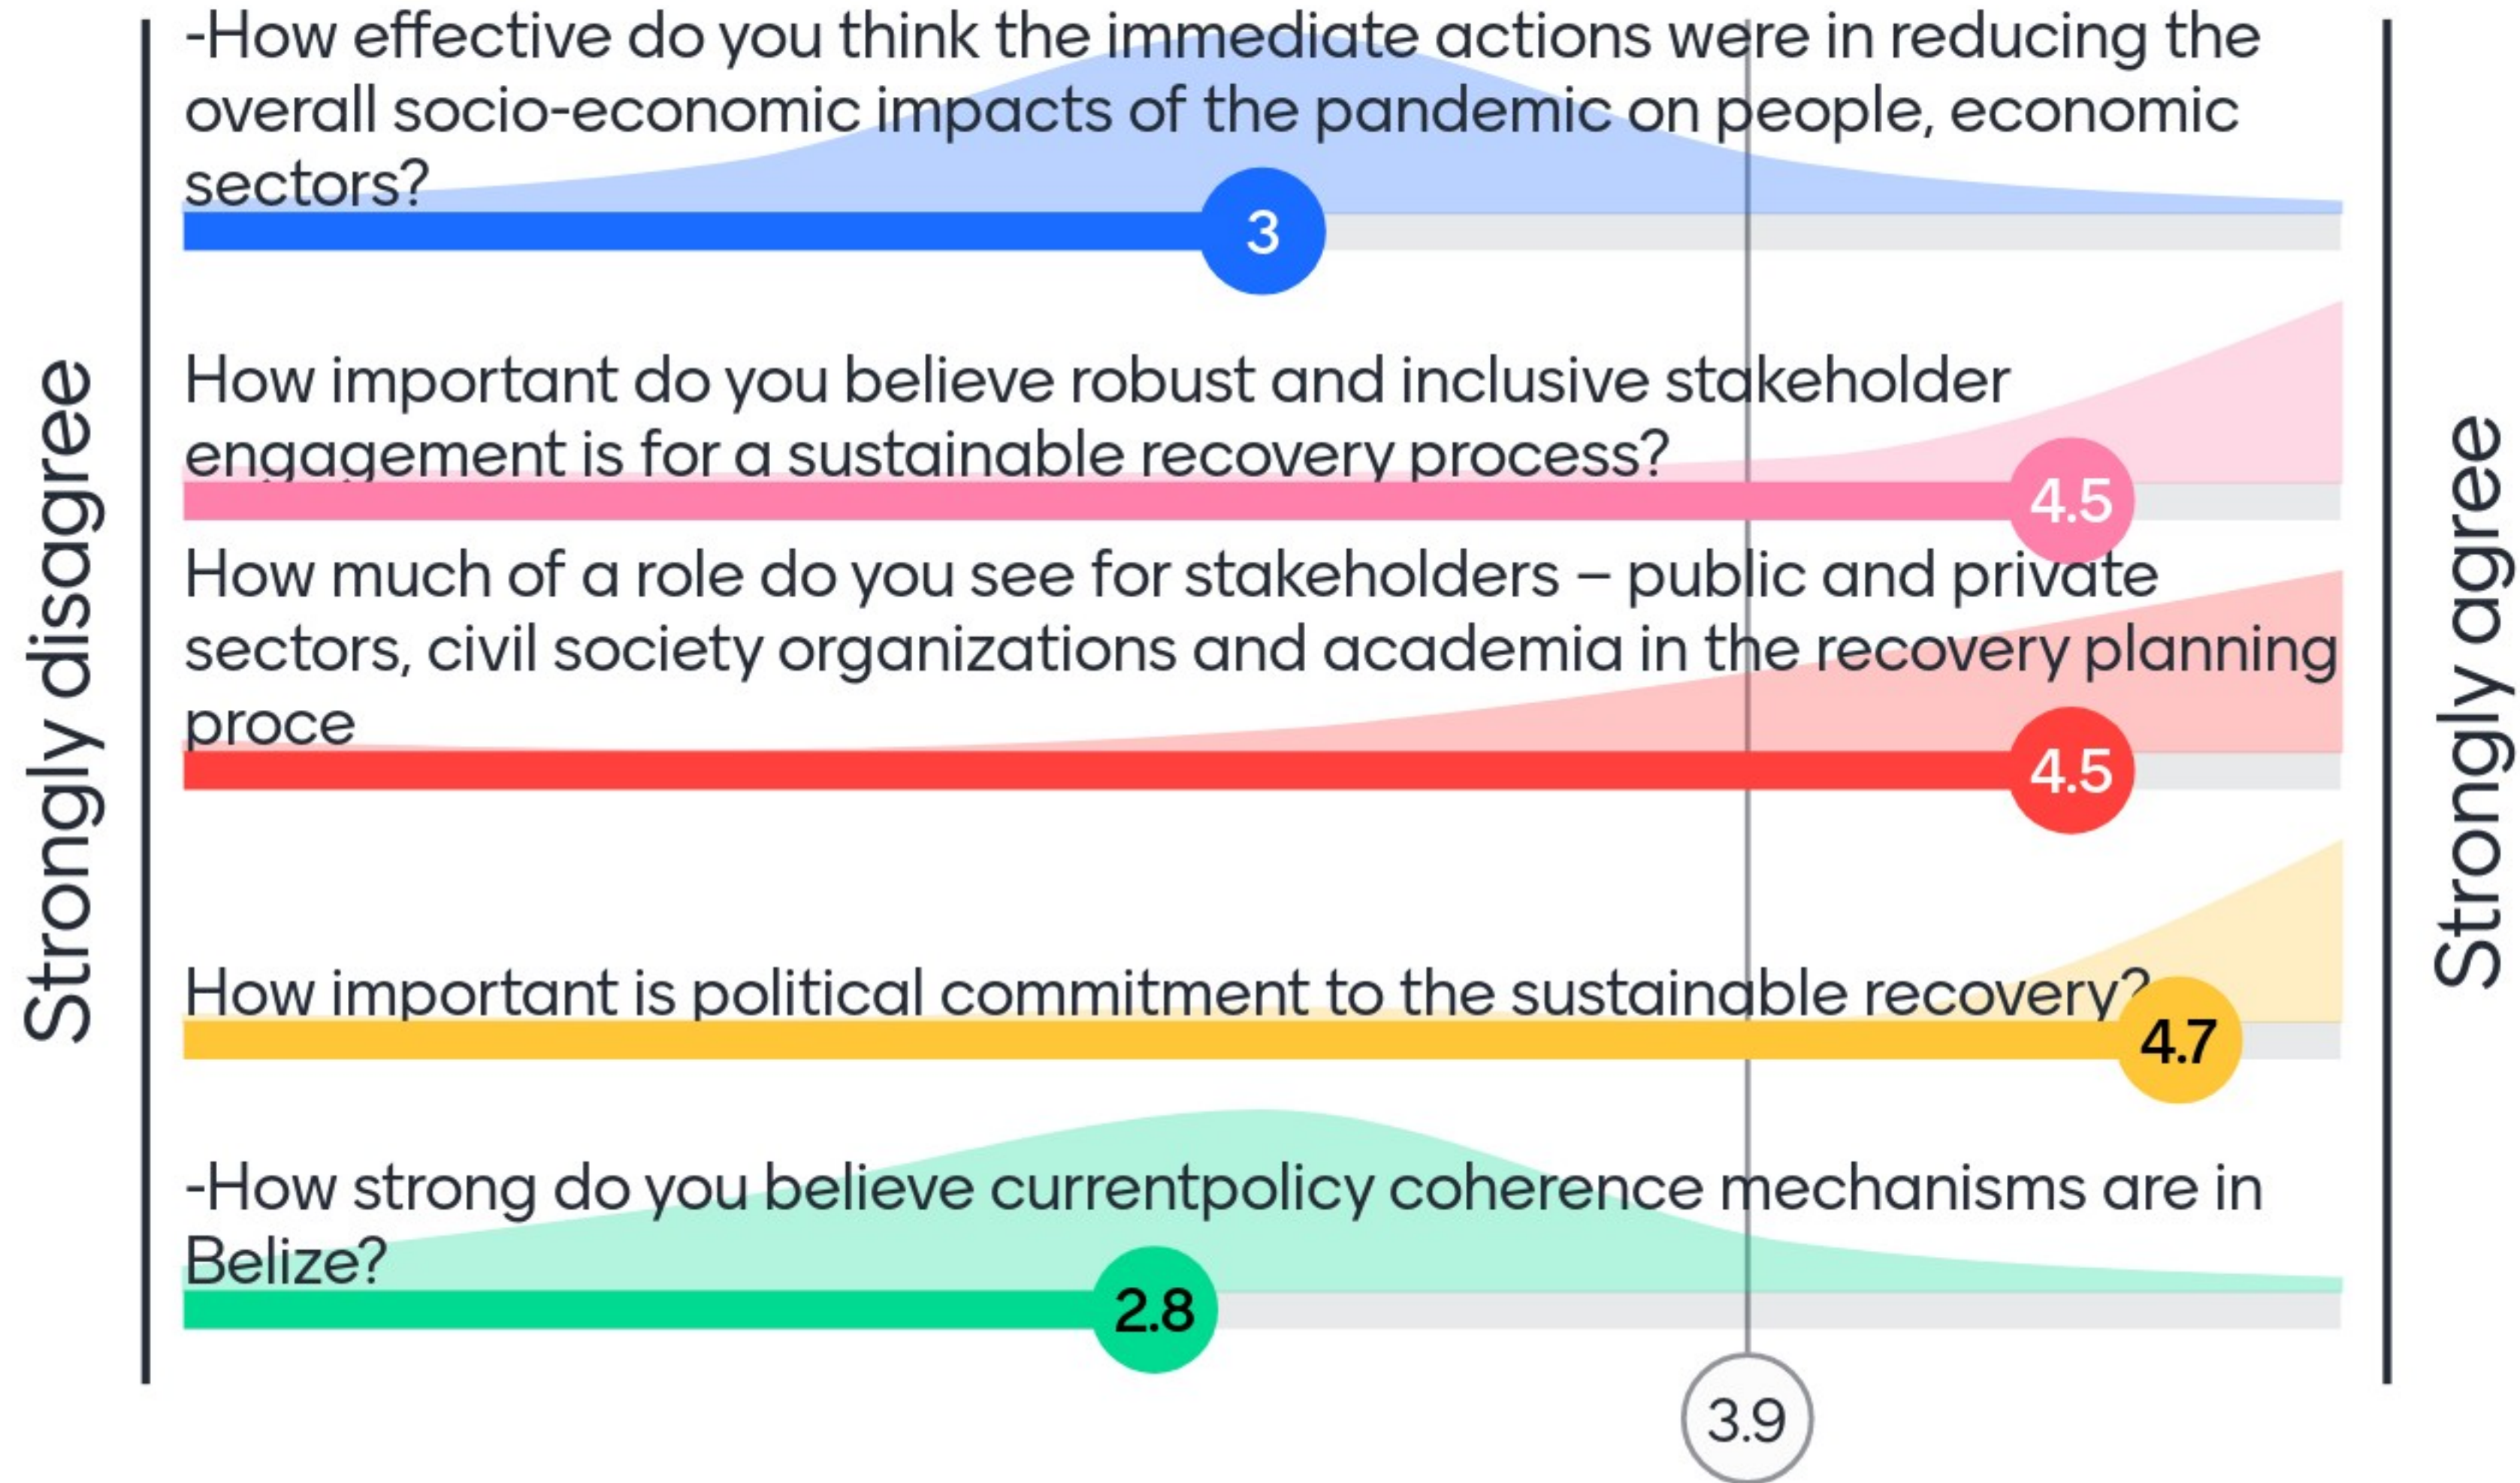 -How effective do you think the immediate actions were in reducing the
overall socio-economic impacts of the pandemic on people, economic
sectors?
3
How important do you believe robust and inclusive stakeholder
engagement is for a sustainable recovery process?
4.5
How much of a role do you see for stakeholders – public and private
sectors, civil society organizations and academia in the recovery planning
proce
4.5
How important is political commitment to the sustainable recovery?
4.7
-How strong do you believe currentpolicy coherence mechanisms are in
Belize?
2.8
3.9
Strongly disagree
Strongly agree